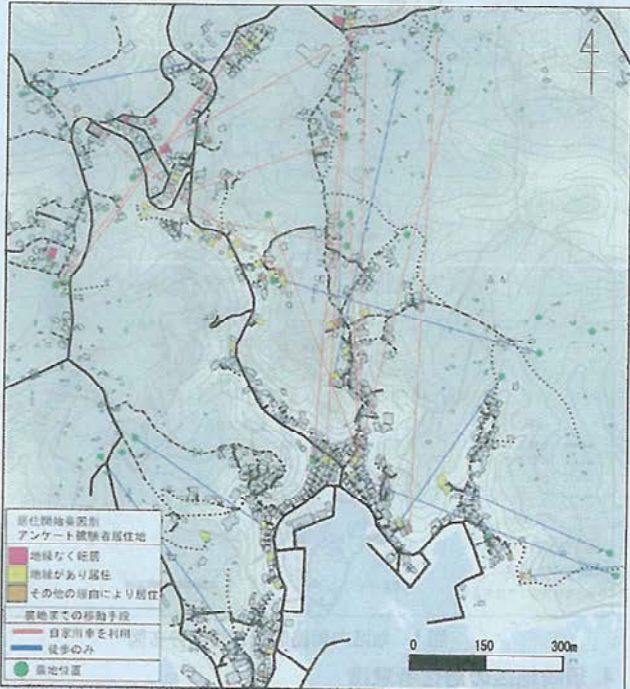 居住開始要因別
アンケート被験者居住地
地縁なく転居
地縁があり居住
その他の理由により居住
農地までの移動手段
自家用車を利用
徒歩のみ
農地位置
4
0 150 300m